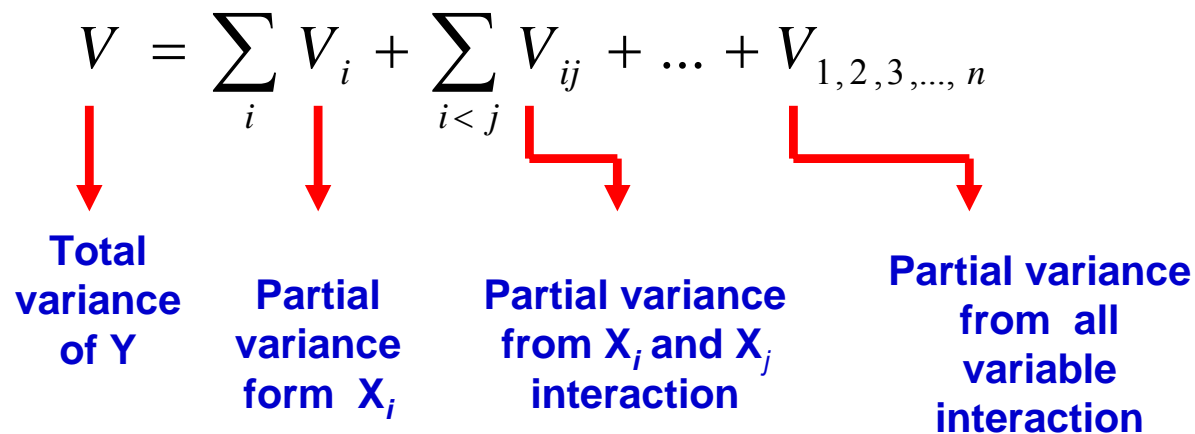 V = ∑ V_i + ∑ V_ij + ... + V_1,2,3,..., n
i
i< j
Total
variance
of Y
Partial
variance
form X_i
Partial variance
from X_i and X_j
interaction
Partial variance
from all
variable
interaction